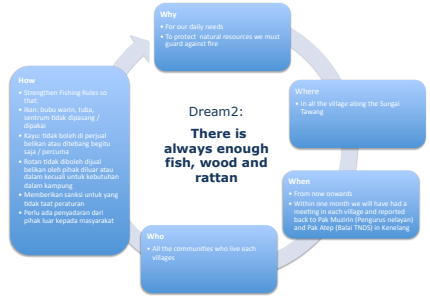 Why
• For our daily needs
• To protect natural resources we must
guard against fire
Where
• In all the village along the Sungai
Tawang
When
• From now onwards
• Within one month we will have had a
meeting in each village and reported
back to Pak Muzirin (Pengurus nelayan)
and Pak Atep (Balai TNDS) in Kenelang
Who
• All the communities who live each
villages
How
• Strengthen Fishing Rules so
that:
• Ikan: bubu warin, tuba,
sentrum tidak dipasang /
dipakai
• Kayu: tidak boleh di perjual
belikan atau ditebang begitu
saja / percuma
• Rotan tidak diboleh dijual
belikan oleh pihak diluar atau
dalam kecuali untuk kebutuhan
dalam kampung
• Memberikan sanksi untuk yang
tidak taat peraturan
• Perlu ada penyadaran dari
pihak luar kepada masyarakat
Dream2:
There is
always enough
fish, wood and
rattan